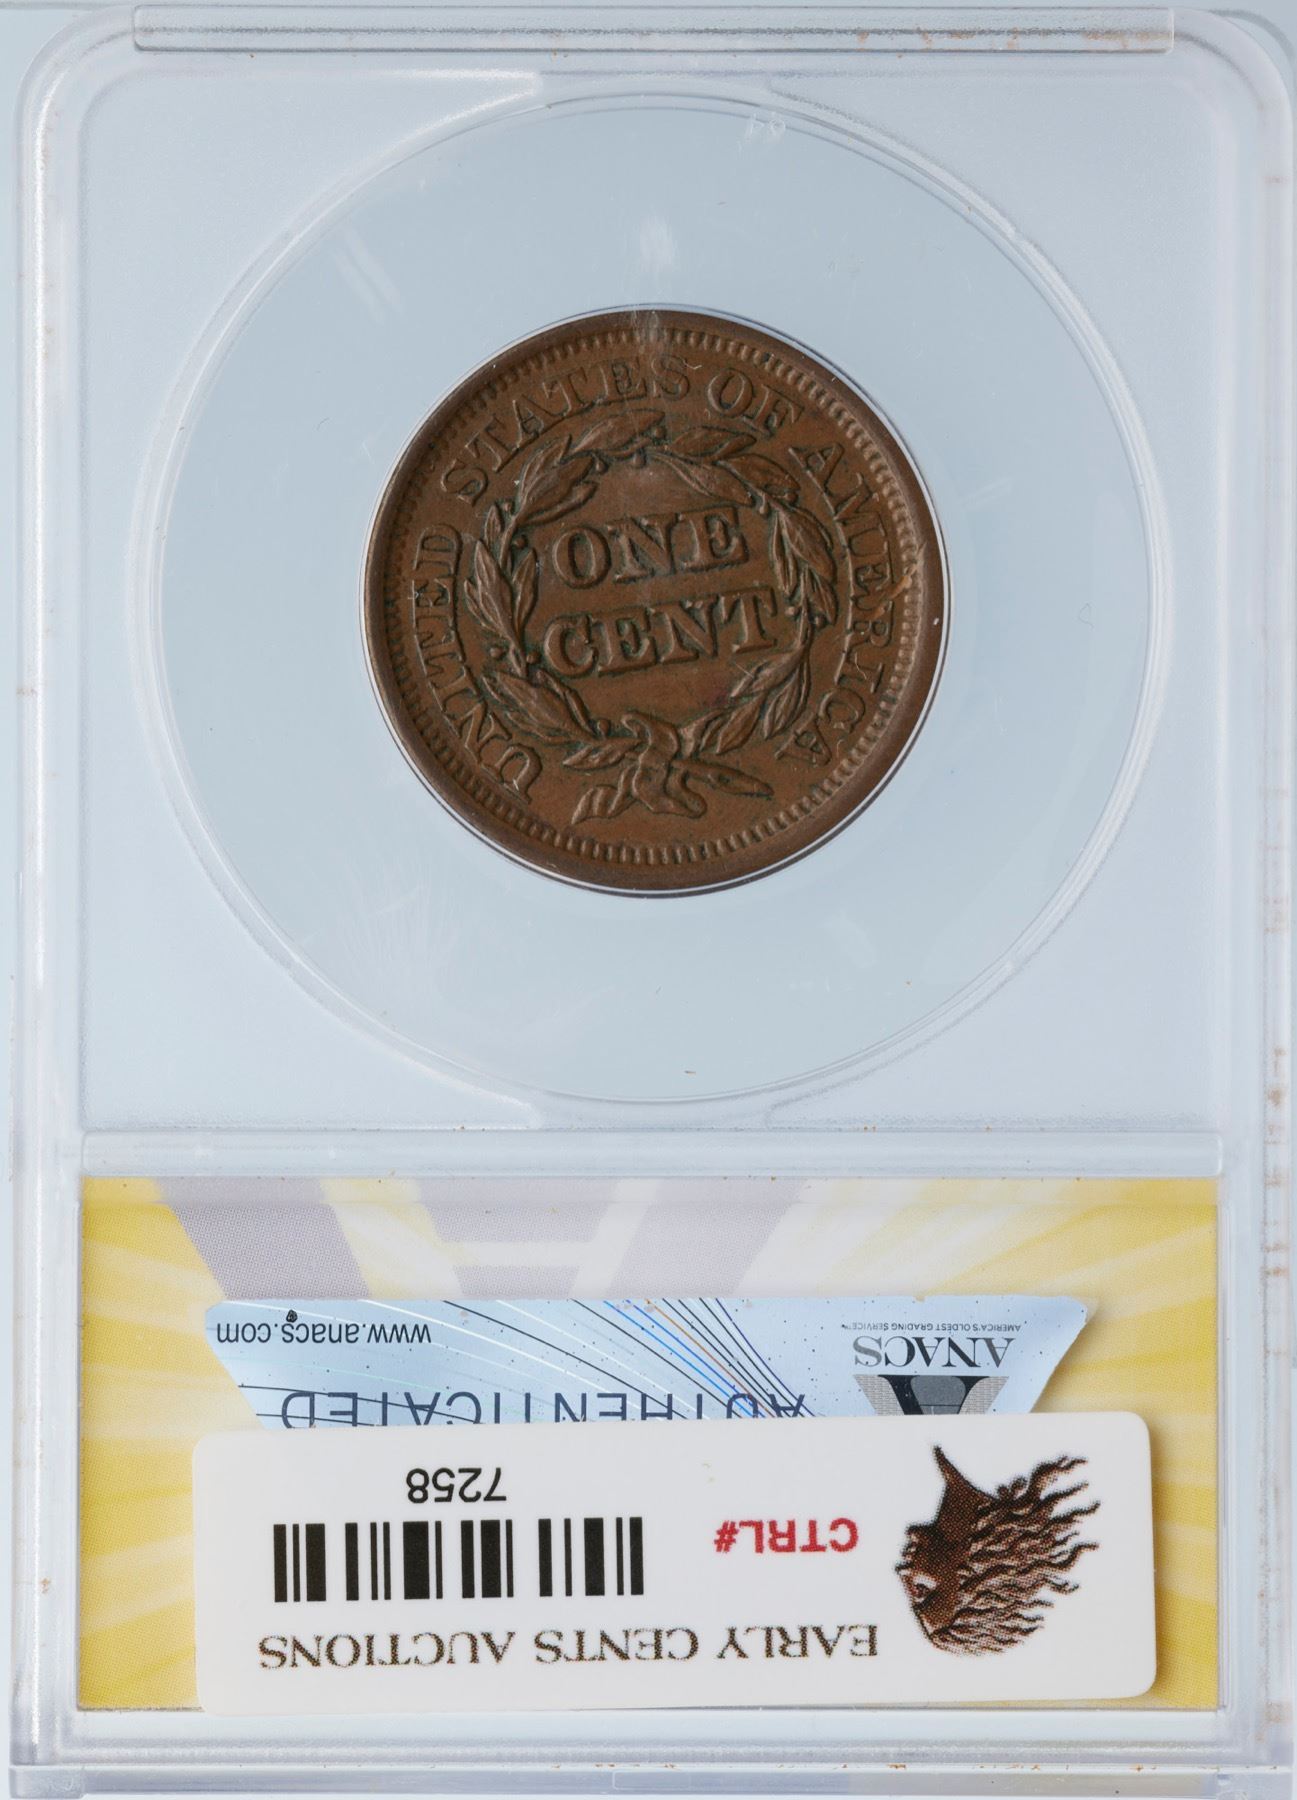 UNITED STATES OF AMERICA
ONE
CENT
ANACS
AMERICA'S OLDEST GRADING SERVICE™
www.anacs.com
AUTHENTICATED
EARLY CENTS AUCTIONS
CTRL#
7258